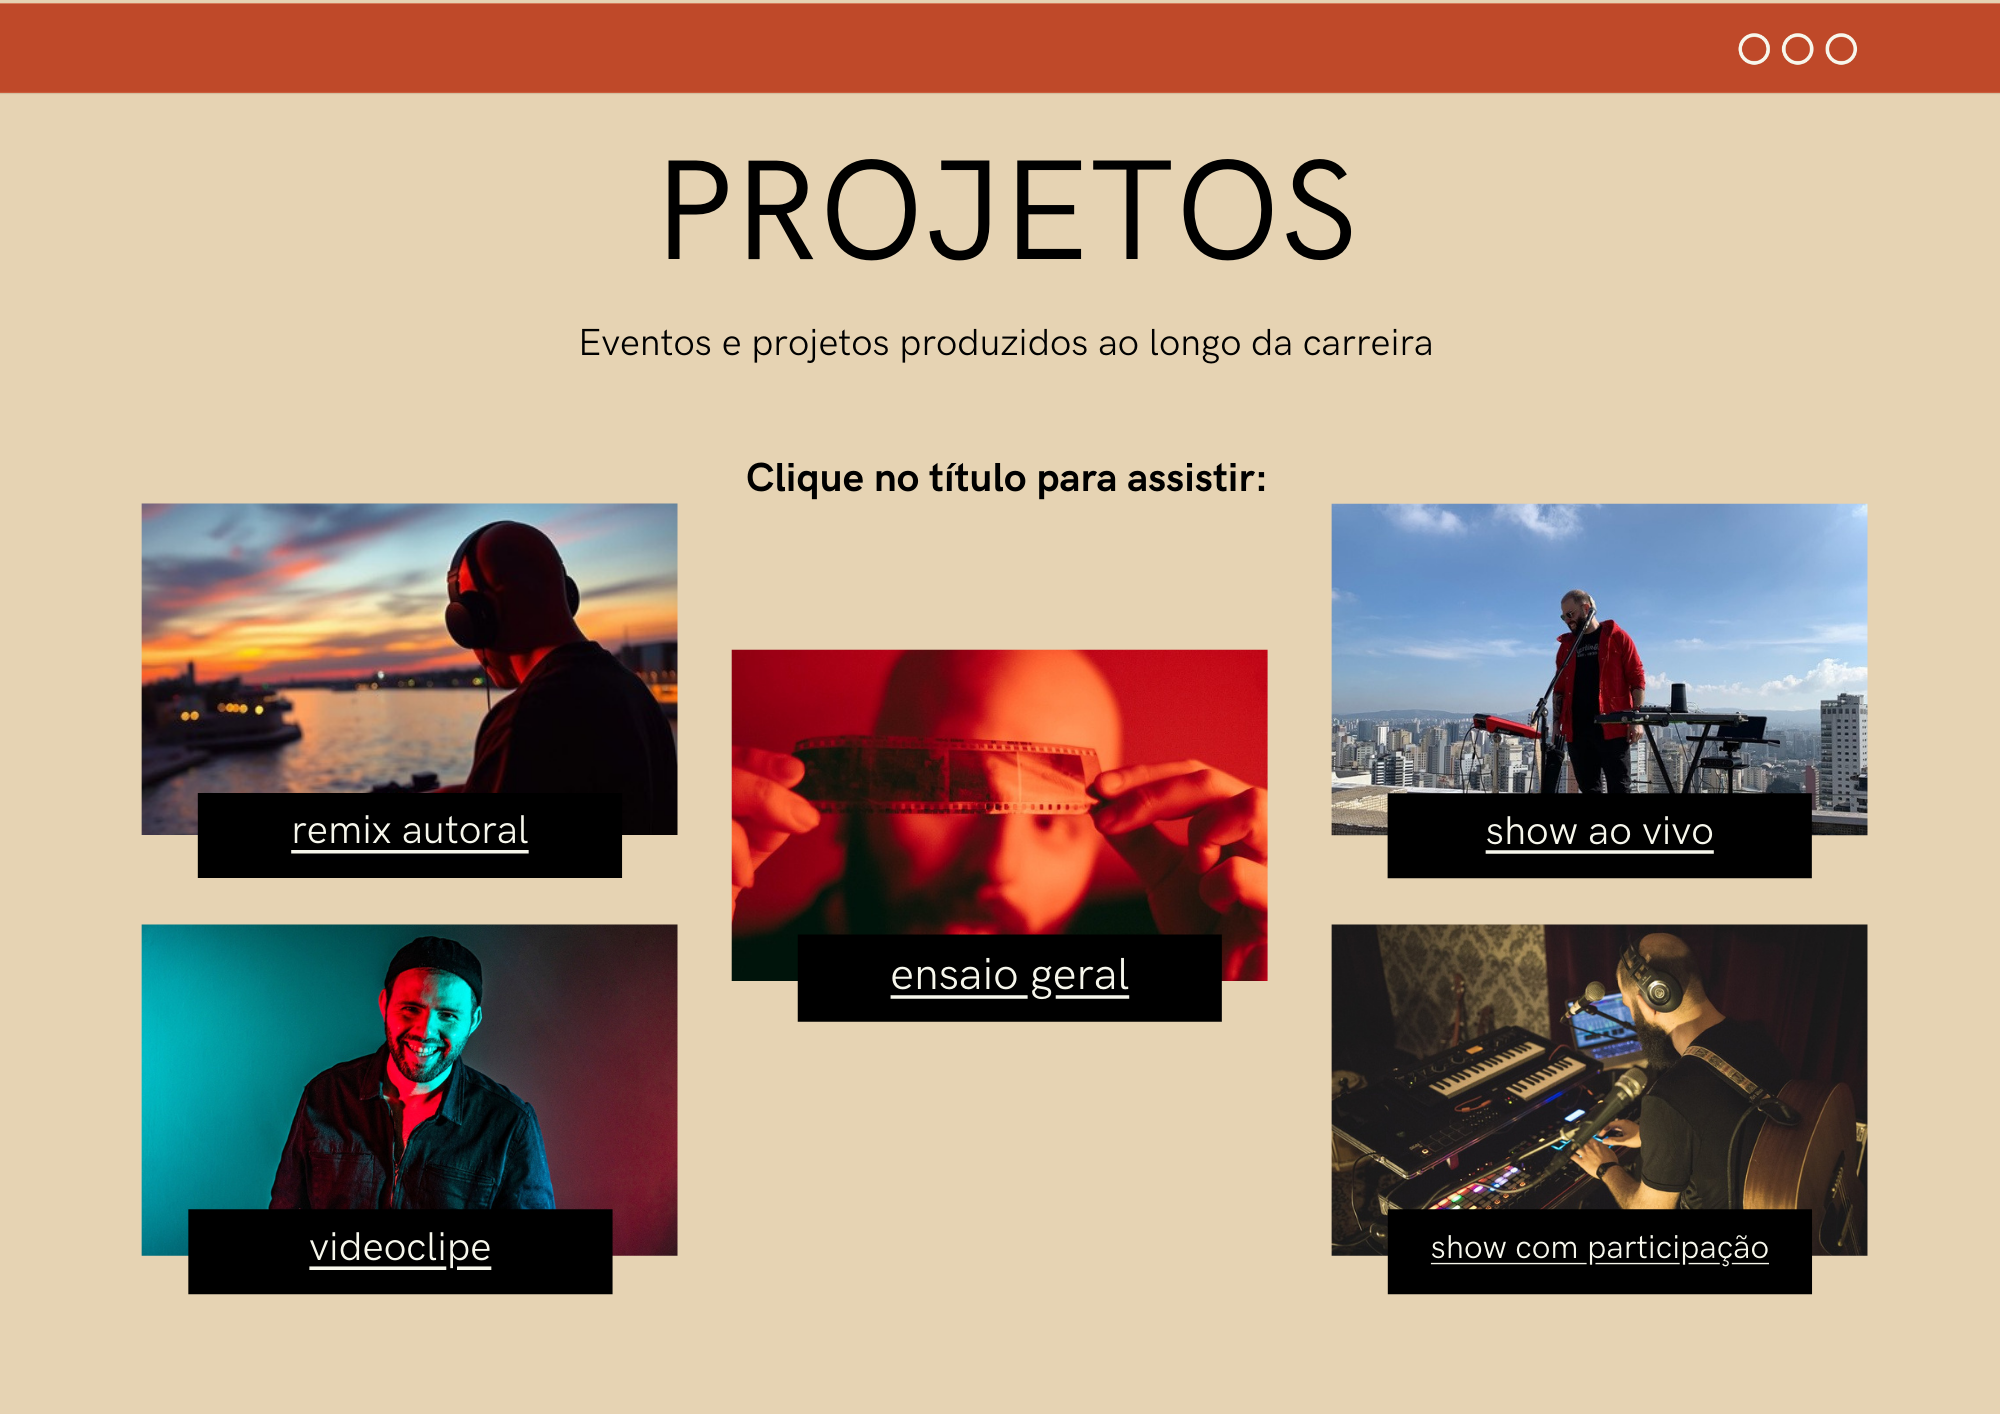 PROJETOS
Eventos e projetos produzidos ao longo da carreira
Clique no título para assistir:
remix autoral
show ao vivo
ensaio geral
videoclipe
show com participação